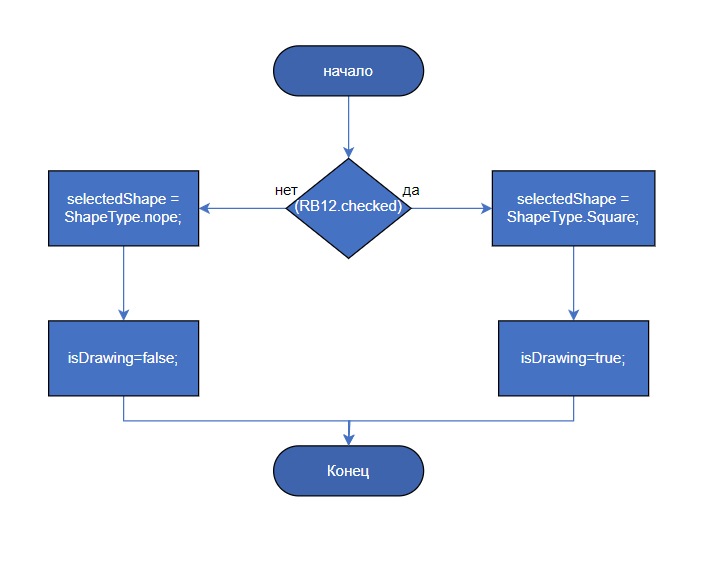 начало
нет
да
selectedShape =
ShapeType.nope;
(RB12.checked)
selectedShape =
ShapeType.Square;
isDrawing=false;
isDrawing=true;
Конец